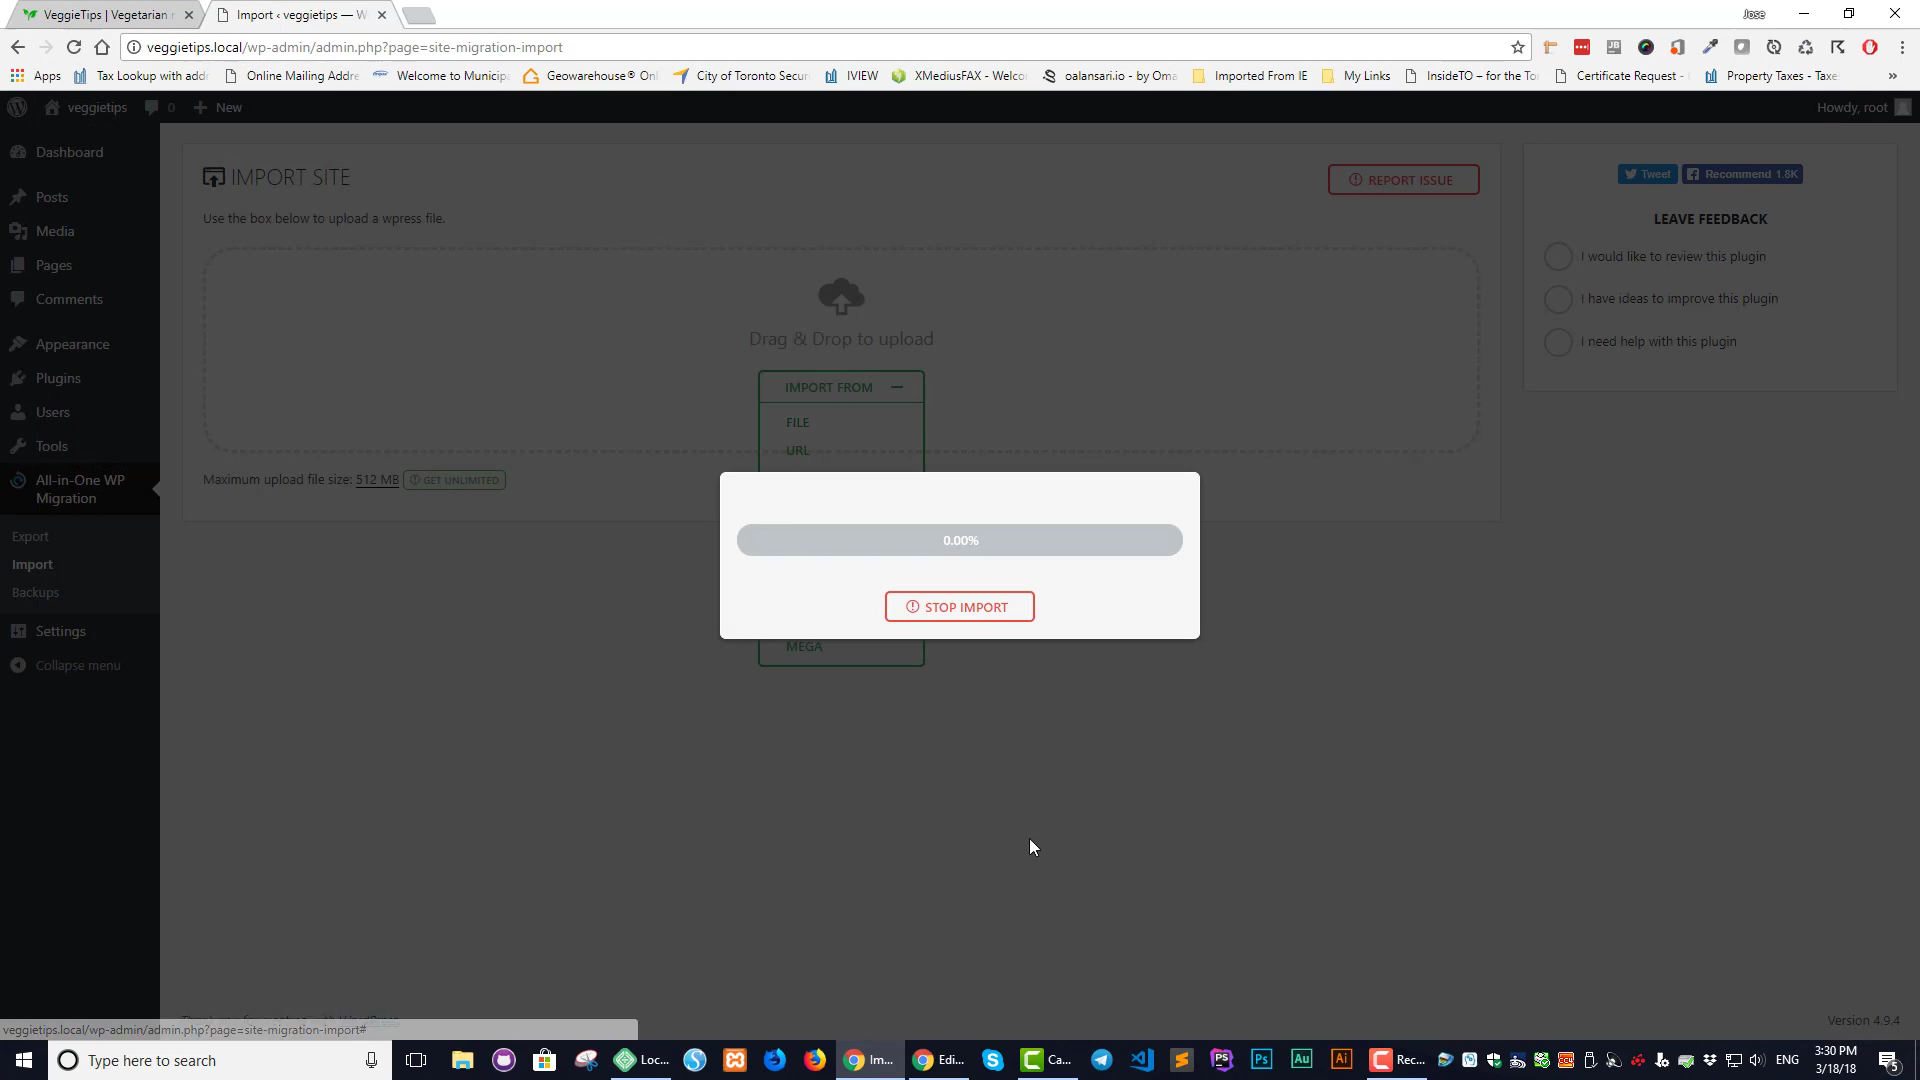 VeggieTips | Vegetarian r
Import ‹ veggietips — W
Jose
veggietips.local/wp-admin/admin.php?page=site-migration-import
Apps
Tax Lookup with addr
Online Mailing Addre
Welcome to Municipa
Geowarehouse® Onl
City of Toronto Secur
IVIEW
XMediusFAX - Welco
oalansari.io - by Oma
Imported From IE
My Links
InsideTO – for the To
Certificate Request -
Property Taxes - Taxe
»
veggietips
0
New
Howdy, root
Dashboard
Posts
Media
Pages
Comments
Appearance
Plugins
Users
Tools
All-in-One WP
Migration
Export
Import
Backups
Settings
Collapse menu
IMPORT SITE
REPORT ISSUE
Use the box below to upload a wpress file.
Drag & Drop to upload
IMPORT FROM
FILE
URL
MEGA
Maximum upload file size: 512 MB
GET UNLIMITED
Tweet
Recommend 1.8K
LEAVE FEEDBACK
I would like to review this plugin
I have ideas to improve this plugin
I need help with this plugin
0.00%
STOP IMPORT
Version 4.9.4
veggietips.local/wp-admin/admin.php?page=site-migration-import#
Type here to search
Loc...
Im...
Edi...
Ca...
PS
Ps
Au
Ai
Rec...
ENG
3:30 PM
3/18/18
5